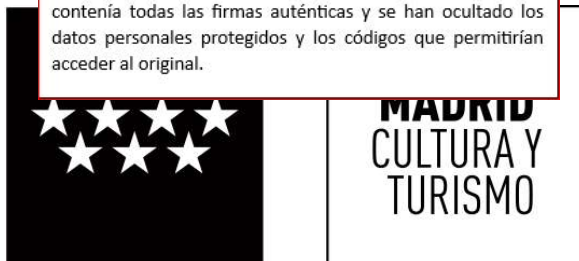 contenía todas las firmas auténticas y se han ocultado los
datos personales protegidos y los códigos que permitirían
acceder al original.
MADRID
CULTURA Y
TURISMO